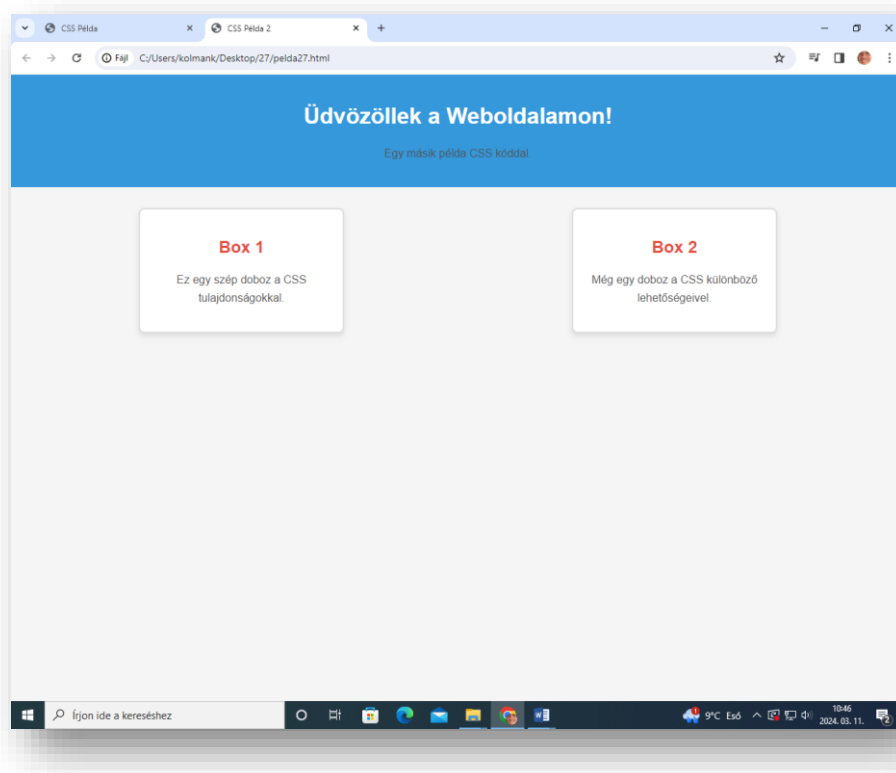 CSS Példa
CSS Példa 2
Fájl C:/Users/kolmank/Desktop/27/pelda27.html
Üdvözöllek a Weboldalamon!
Egy másik példa CSS kóddal.
Box 1
Ez egy szép doboz a CSS
tulajdonságokkal.
Box 2
Még egy doboz a CSS különböző
lehetőségeivel.
Írjon ide a kereséshez
9°C Eső
10:46
2024. 03. 11.
2